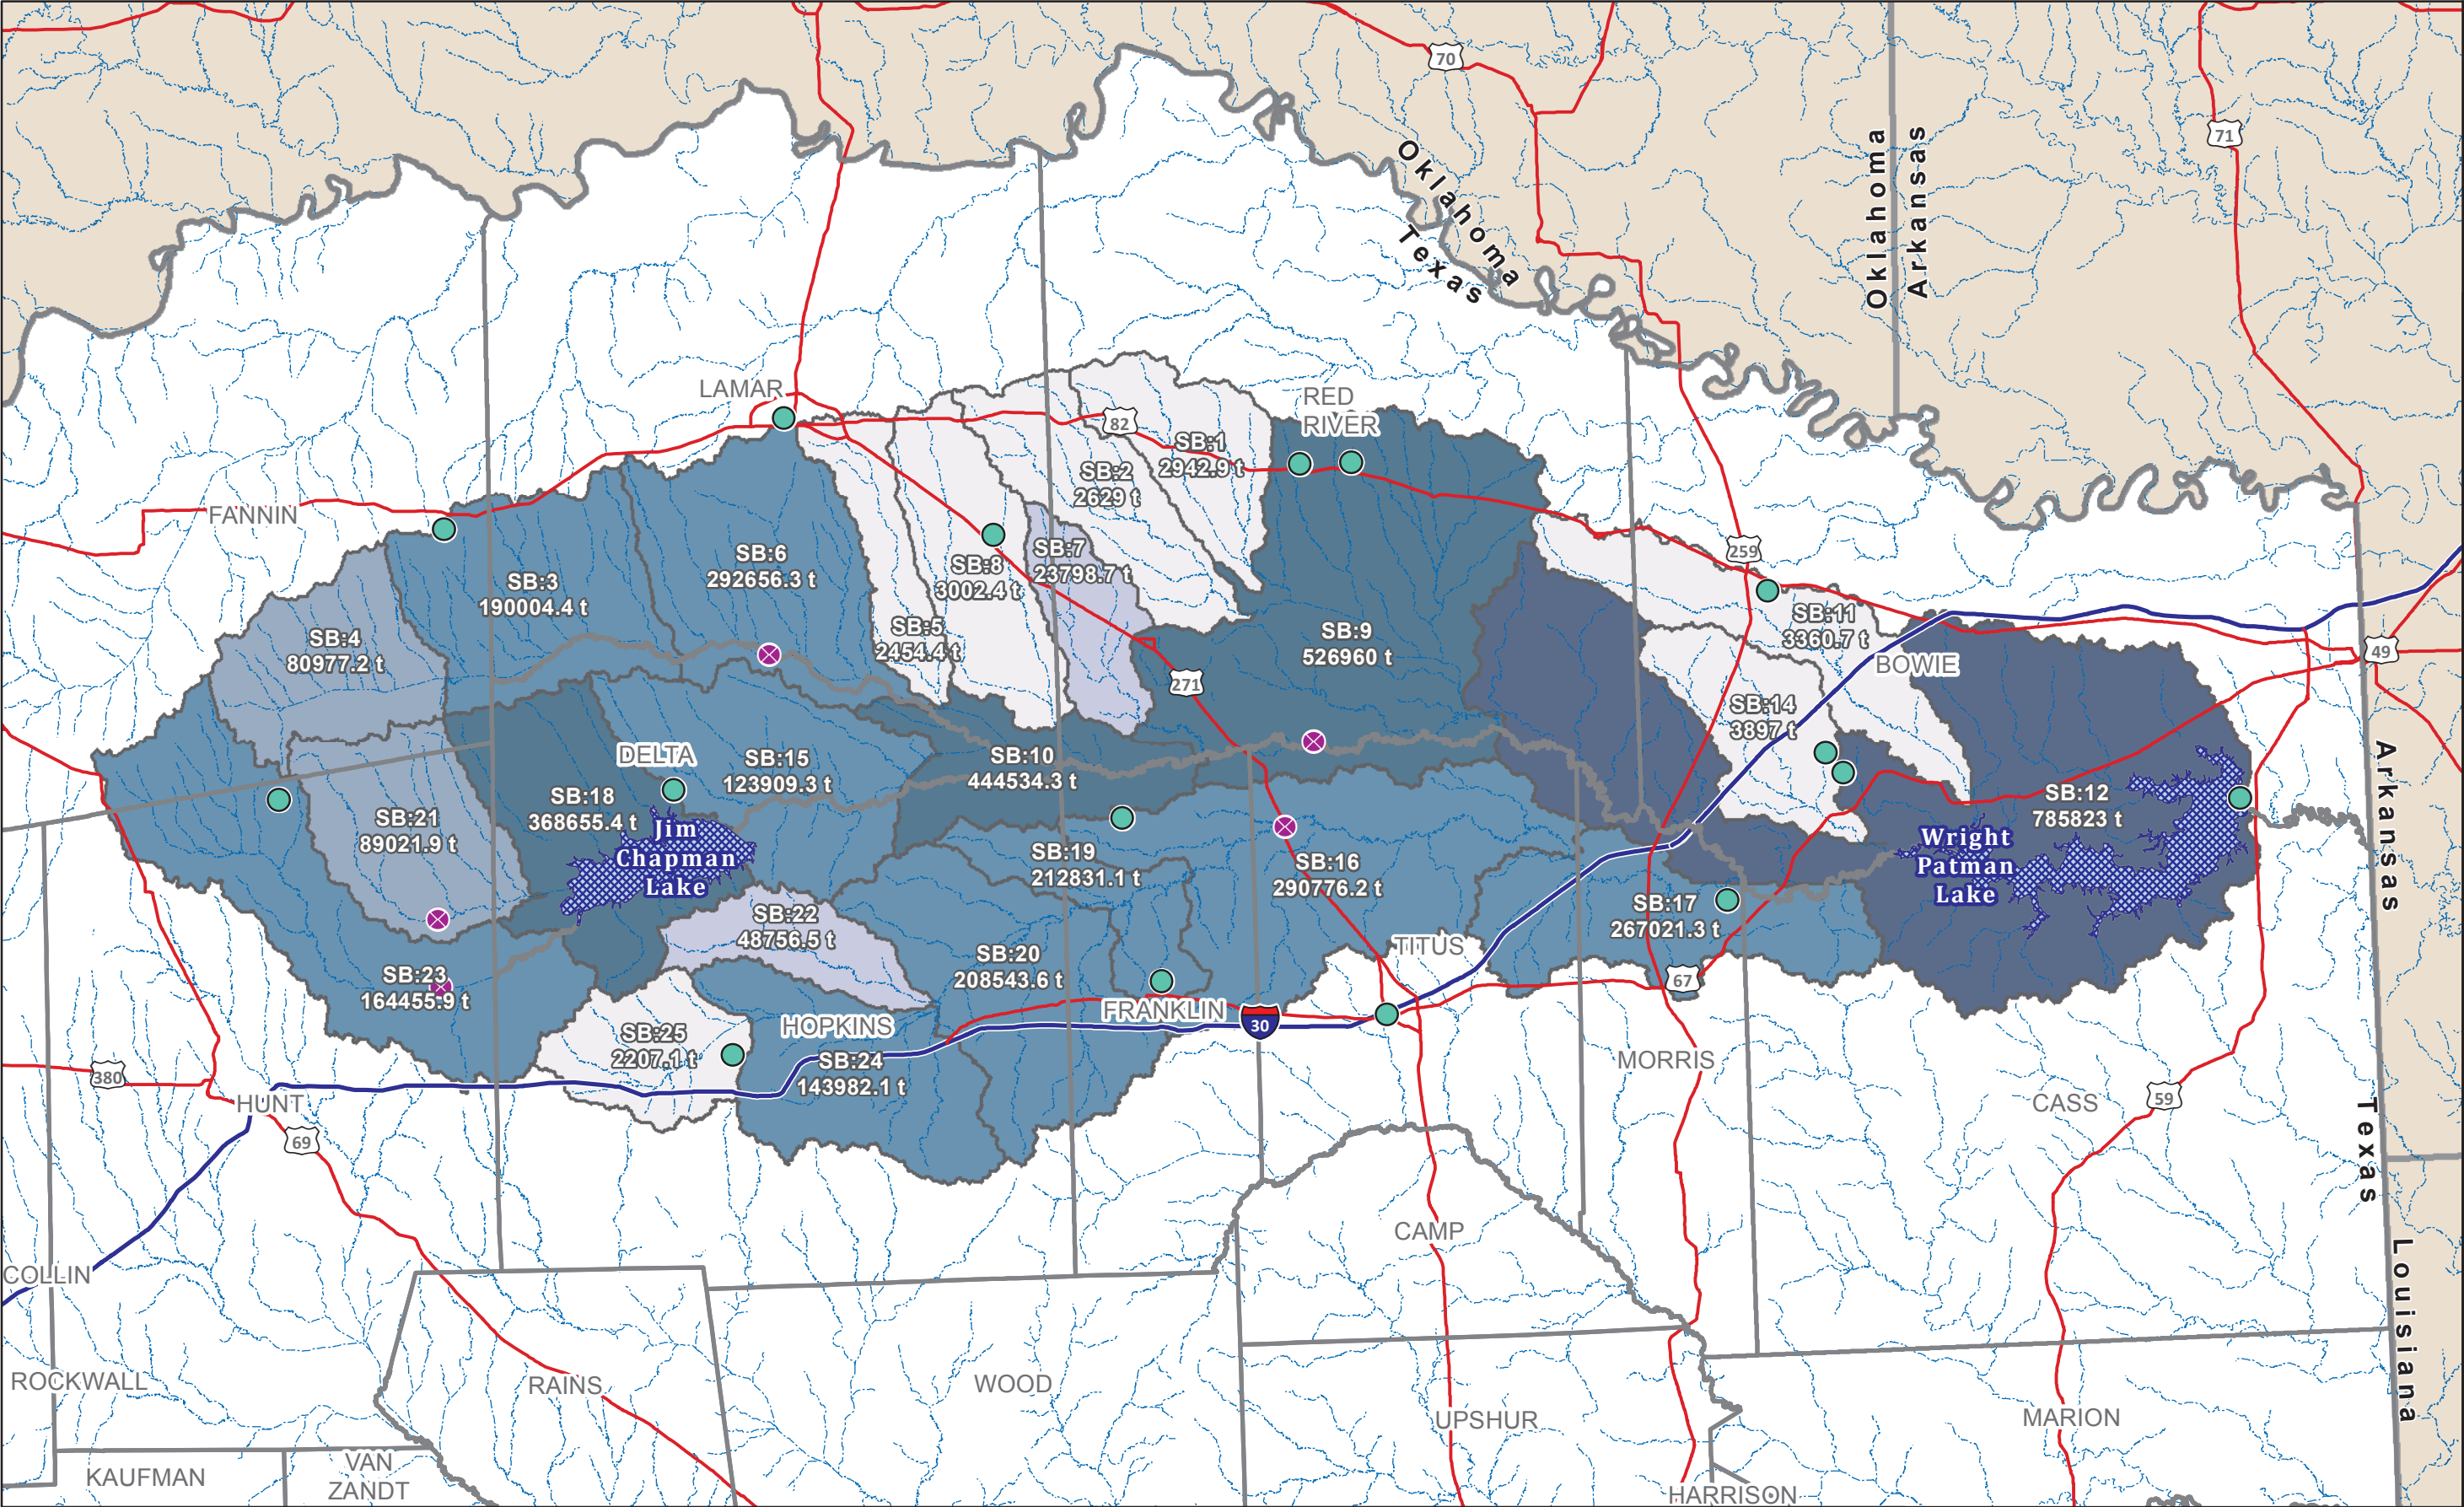 70
71
Oklahoma
Texas
Oklahoma
Arkansas
LAMAR
RED
RIVER
82
SB:1
2942.9 t
SB:2
2629 t
FANNIN
SB:3
190004.4 t
SB:6
292656.3 t
SB:8
3002.4 t
SB:7
23798.7 t
259
SB:4
80977.2 t
SB:5
2454.4 t
SB:9
526960 t
SB:11
3360.7 t
BOWIE
49
271
SB:14
3897 t
DELTA
SB:15
123909.3 t
SB:10
444534.3 t
SB:18
368655.4 t
SB:21
89021.9 t
Jim
Chapman
Lake
SB:12
785823 t
Wright
Patman
Lake
Arkansas
Texas
Louisiana
SB:19
212831.1 t
SB:16
290776.2 t
SB:22
48756.5 t
SB:17
267021.3 t
SB:20
208543.6 t
TITUS
SB:23
164455.9 t
67
FRANKLIN
30
HOPKINS
SB:25
2207.1 t
SB:24
143982.1 t
380
HUNT
69
MORRIS
59
CASS
CAMP
COLLIN
ROCKWALL
RAINS
WOOD
UPSHUR
MARION
KAUFMAN
VAN
ZANDT
HARRISON